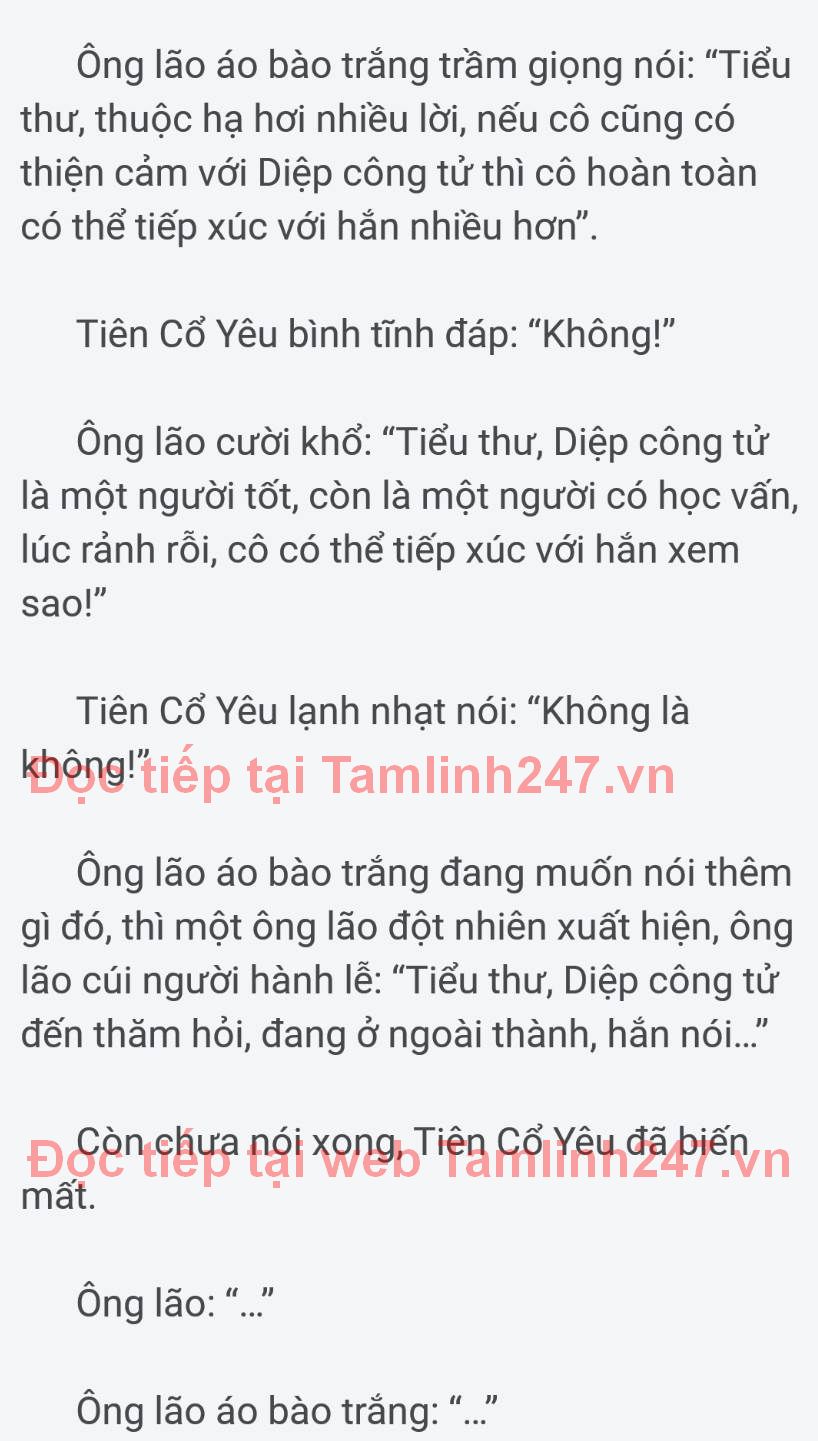 Ông lão áo bào trắng trầm giọng nói: “Tiểu
thư, thuộc hạ hơi nhiều lời, nếu cô cũng có
thiện cảm với Diệp công tử thì cô hoàn toàn
có thể tiếp xúc với hắn nhiều hơn”.
Tiên Cổ Yêu bình tĩnh đáp: “Không!”
Ông lão cười khổ: “Tiểu thư, Diệp công tử
là một người tốt, còn là một người có học vấn,
lúc rảnh rỗi, cô có thể tiếp xúc với hắn xem
sao!”
Tiên Cổ Yêu lạnh nhạt nói: “Không là
không!”
Đọc tiếp tại Tamlinh247.vn
Ông lão áo bào trắng đang muốn nói thêm
gì đó, thì một ông lão đột nhiên xuất hiện, ông
lão cúi người hành lễ: “Tiểu thư, Diệp công tử
đến thăm hỏi, đang ở ngoài thành, hắn nói...”
Còn chưa nói xong, Tiên Cổ Yêu đã biến
Đọc tiếp tại web Tamlinh247.vn
mất.
Ông lão: “...”
Ông lão áo bào trắng: “...”